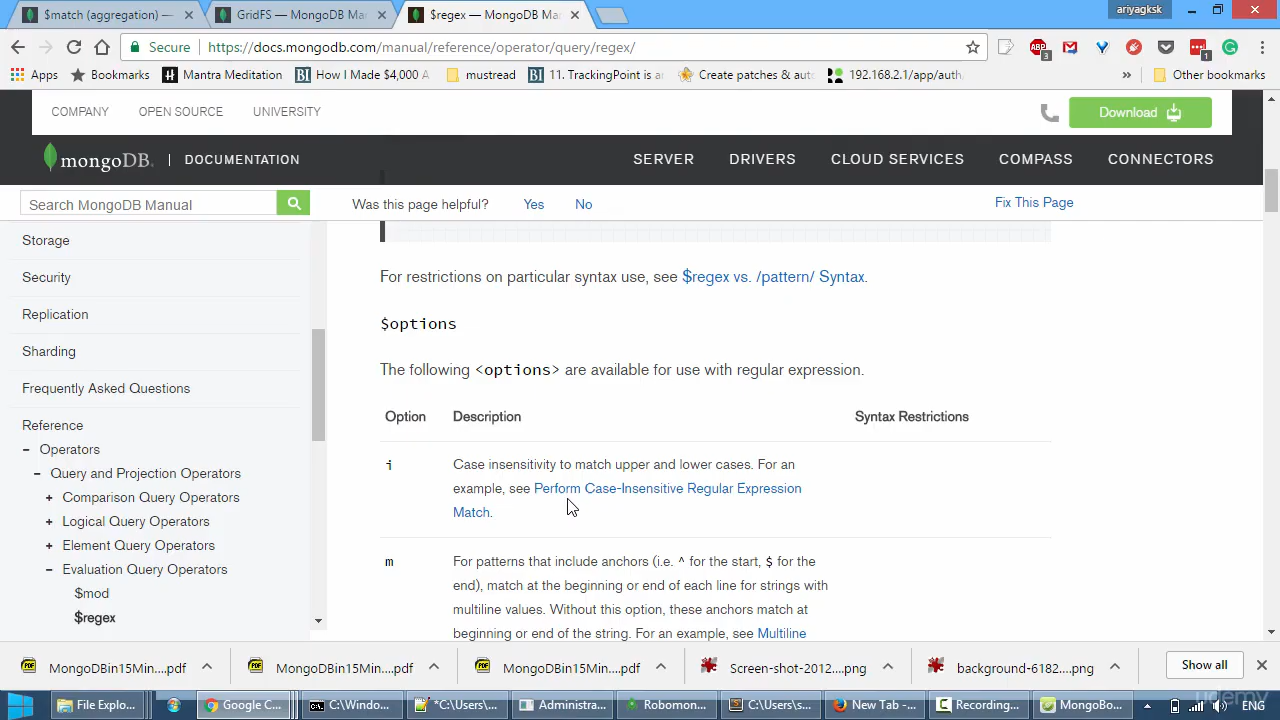 $match (aggregation) —
GridFS — MongoDB Ma
$regex — MongoDB Ma
ariyagksk
Secure
https://docs.mongodb.com/manual/reference/operator/query/regex/
ABP
3
1
Apps
Bookmarks
Mantra Meditation
BI
How I Made $4,000
mustread
BI
11. TrackingPoint is a
Create patches & aut
192.168.2.1/app/auth
»
Other bookmarks
COMPANY
OPEN SOURCE
UNIVERSITY
Download
mongoDB.
DOCUMENTATION
SERVER
DRIVERS
CLOUD SERVICES
COMPASS
CONNECTORS
Search MongoDB Manual
Was this page helpful?
Yes
No
Fix This Page
Storage
Security
Replication
Sharding
Frequently Asked Questions
Reference
− Operators
− Query and Projection Operators
+ Comparison Query Operators
+ Logical Query Operators
+ Element Query Operators
− Evaluation Query Operators
$mod
$regex
For restrictions on particular syntax use, see $regex vs. /pattern/ Syntax.
$options
The following <options> are available for use with regular expression.
Option Description Syntax Restrictions
i Case insensitivity to match upper and lower cases. For an
example, see Perform Case-Insensitive Regular Expression
Match.
m For patterns that include anchors (i.e. ^ for the start, $ for the
end), match at the beginning or end of each line for strings with
multiline values. Without this option, these anchors match at
beginning or end of the string. For an example, see Multiline
MongoDBin15Min....pdf
MongoDBin15Min....pdf
MongoDBin15Min....pdf
Screen-shot-2012....png
background-6182....png
Show all
File Explo...
Google C...
C:\Windo...
*C:\Users\...
Administra...
Robomon...
C:\Users\s...
New Tab -...
Recording...
MongoBo...
ENG
udemy